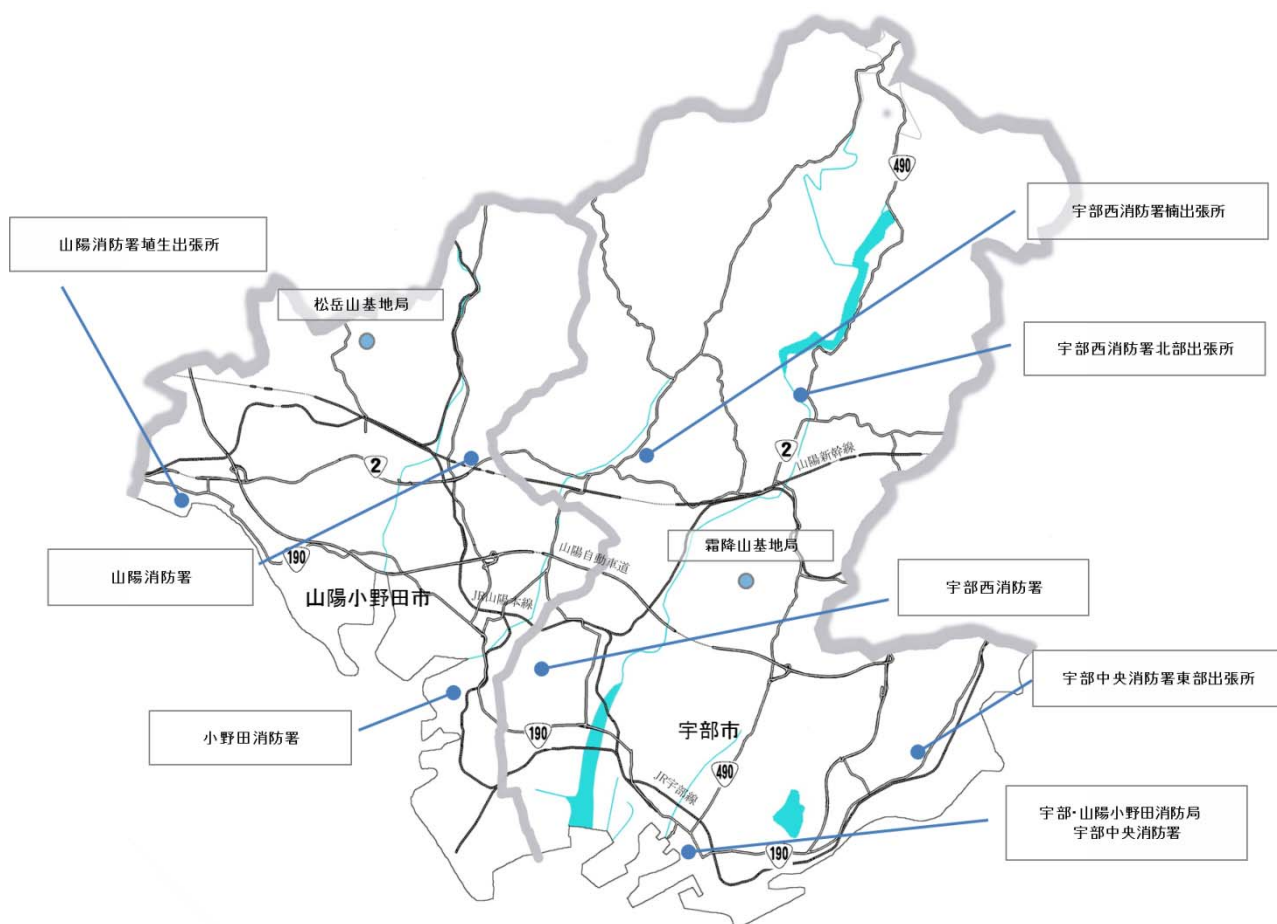 490
宇部西消防署楠出張所
山陽消防署埴生出張所
松岳山基地局
宇部西消防署北部出張所
2
山陽新幹線
2
霜降山基地局
190
山陽自動車道
山陽消防署
宇部西消防署
山陽小野田市
JR山陽本線
宇部中央消防署東部出張所
小野田消防署
190
宇部市
490
JR宇部線
宇部・山陽小野田消防局
宇部中央消防署
190